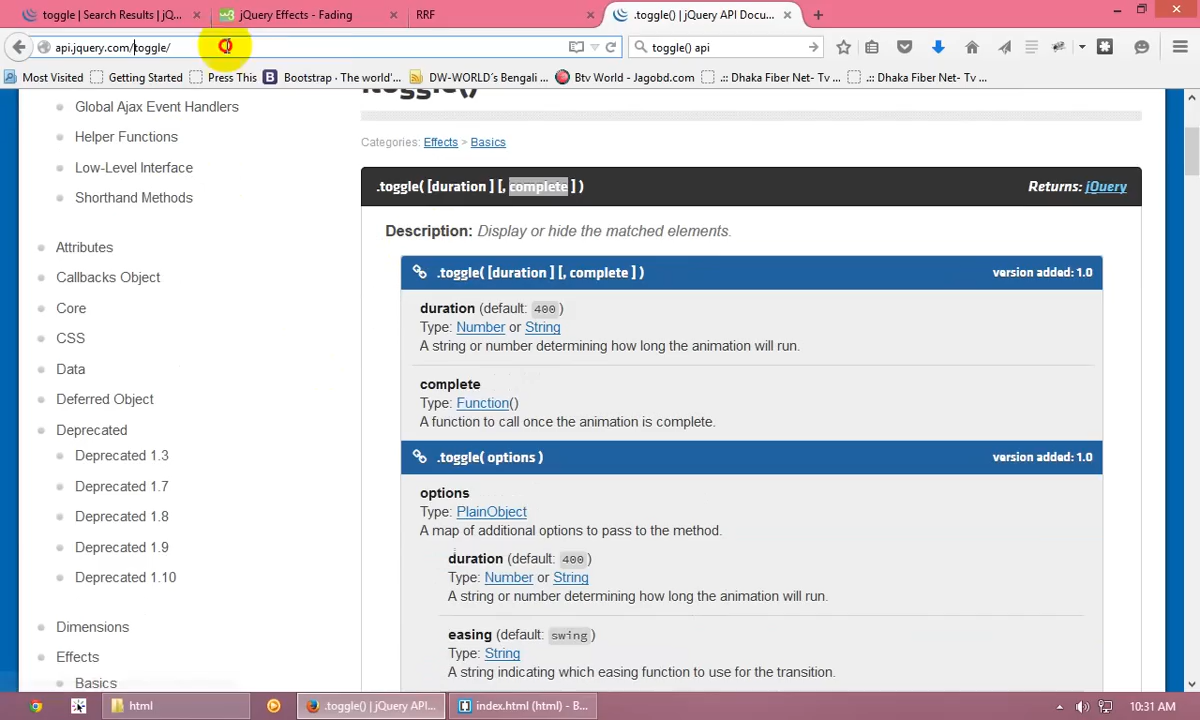 toggle | Search Results | jQ...
jQuery Effects - Fading
RRF
.toggle() | jQuery API Docu...
api.jquery.com/toggle/
toggle() api
Most Visited
Getting Started
Press This
Bootstrap · The world'...
DW-WORLD´s Bengali ...
Btv World - Jagobd.com
.:: Dhaka Fiber Net- Tv ...
.:: Dhaka Fiber Net- Tv ...
Global Ajax Event Handlers
Helper Functions
Low-Level Interface
Shorthand Methods
Attributes
Callbacks Object
Core
CSS
Data
Deferred Object
Deprecated
Deprecated 1.3
Deprecated 1.7
Deprecated 1.8
Deprecated 1.9
Deprecated 1.10
Dimensions
Effects
Basics
.toggle()
Categories: Effects > Basics
.toggle( [duration ] [, complete ] )
Returns: jQuery
Description: Display or hide the matched elements.
.toggle( [duration ] [, complete ] )
version added: 1.0
duration (default: 400)
Type: Number or String
A string or number determining how long the animation will run.
complete
Type: Function()
A function to call once the animation is complete.
.toggle( options )
version added: 1.0
options
Type: PlainObject
A map of additional options to pass to the method.
duration (default: 400)
Type: Number or String
A string or number determining how long the animation will run.
easing (default: swing)
Type: String
A string indicating which easing function to use for the transition.
html
.toggle() | jQuery API...
index.html (html) - B...
10:31 AM